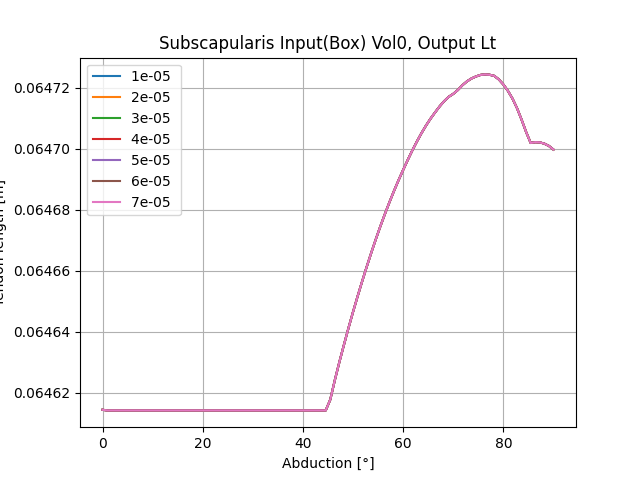 Subscapularis Input(Box) Vol0, Output Lt
1e-05
2e-05
3e-05
4e-05
5e-05
6e-05
7e-05
0.06472
0.06470
0.06468
0.06466
0.06464
0.06462
length [m]
0 20 40 60 80
Abduction [°]